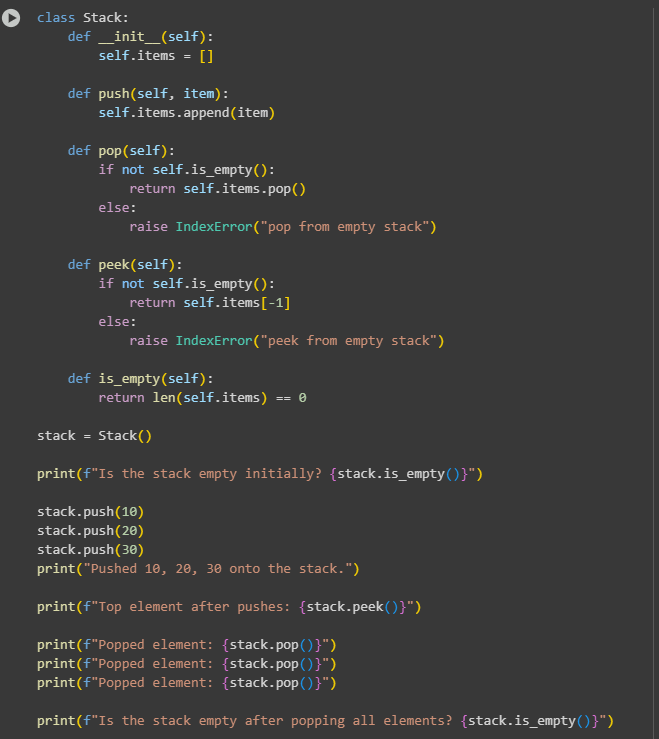 class Stack:
    def __init__(self):
        self.items = []

    def push(self, item):
        self.items.append(item)

    def pop(self):
        if not self.is_empty():
            return self.items.pop()
        else:
            raise IndexError("pop from empty stack")

    def peek(self):
        if not self.is_empty():
            return self.items[-1]
        else:
            raise IndexError("peek from empty stack")

    def is_empty(self):
        return len(self.items) == 0

stack = Stack()

print(f"Is the stack empty initially? {stack.is_empty()}")

stack.push(10)
stack.push(20)
stack.push(30)
print("Pushed 10, 20, 30 onto the stack.")

print(f"Top element after pushes: {stack.peek()}")

print(f"Popped element: {stack.pop()}")
print(f"Popped element: {stack.pop()}")
print(f"Popped element: {stack.pop()}")

print(f"Is the stack empty after popping all elements? {stack.is_empty()}")